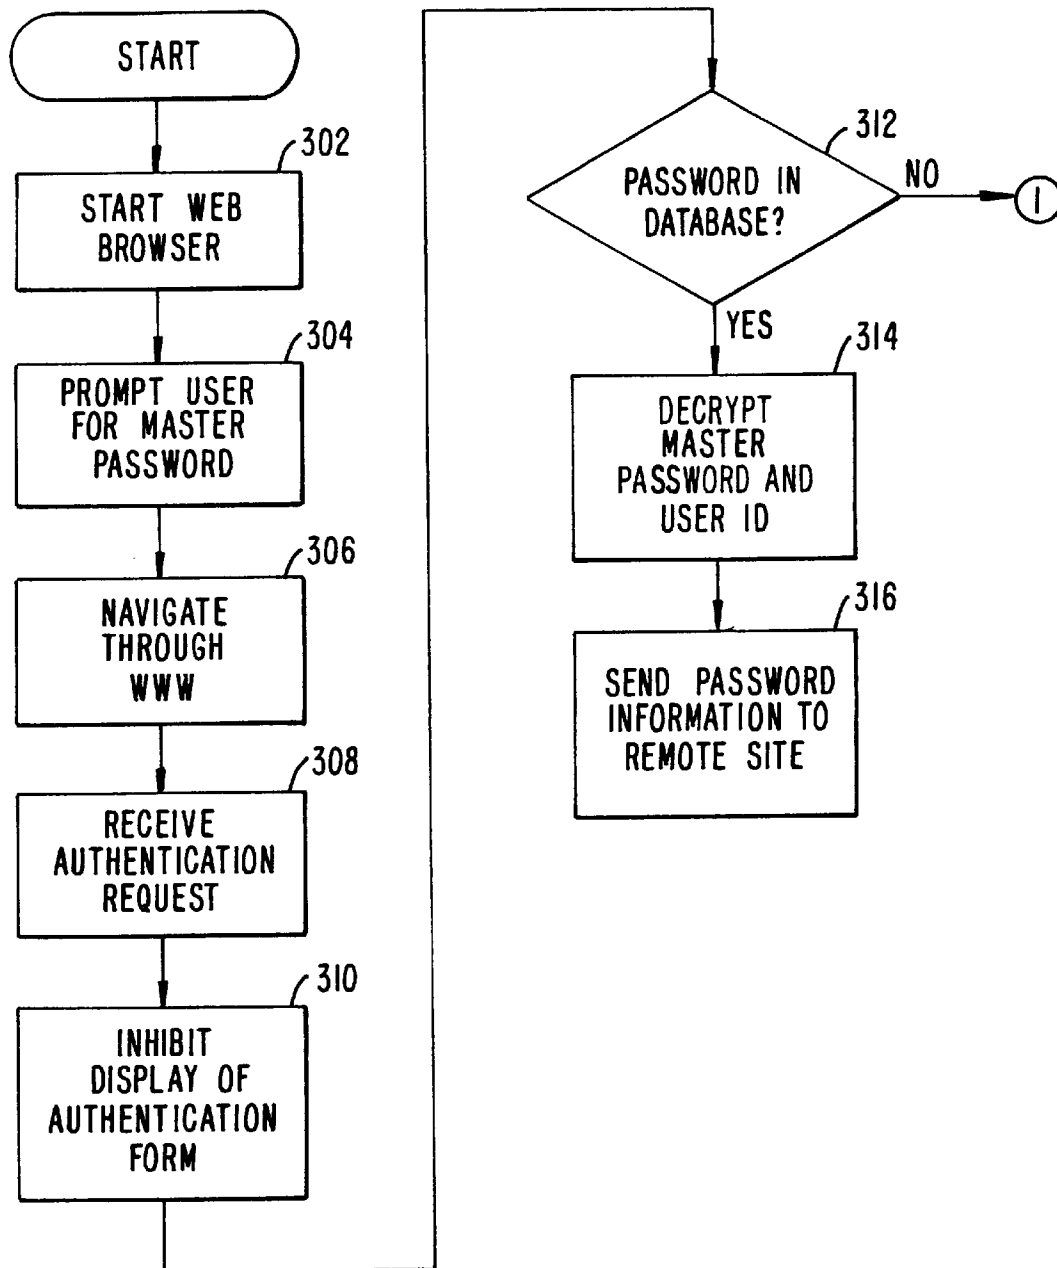 START
302
START WEB
BROWSER
304
PROMPT USER
FOR MASTER
PASSWORD
306
NAVIGATE
THROUGH
WWW
308
RECEIVE
AUTHENTICATION
REQUEST
310
INHIBIT
DISPLAY OF
AUTHENTICATION
FORM
312
PASSWORD IN
DATABASE?
NO
1
YES
314
DECRYPT
MASTER
PASSWORD AND
USER ID
316
SEND PASSWORD
INFORMATION TO
REMOTE SITE